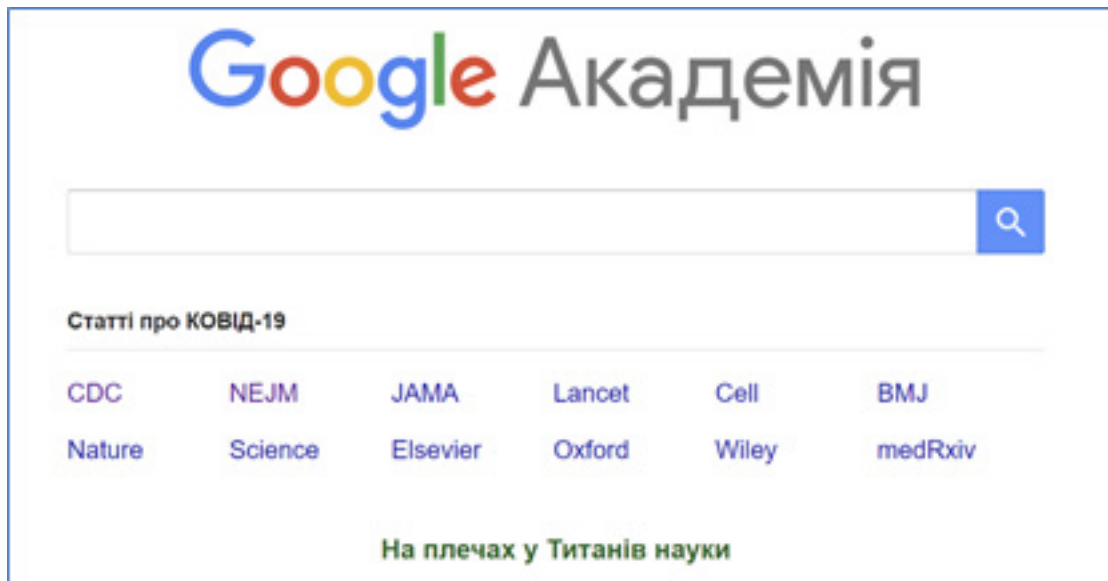 Google Академія
Статті про КОВІД-19
CDC NEJM JAMA Lancet Cell BMJ
Nature Science Elsevier Oxford Wiley medRxiv
На плечах у Титанів науки